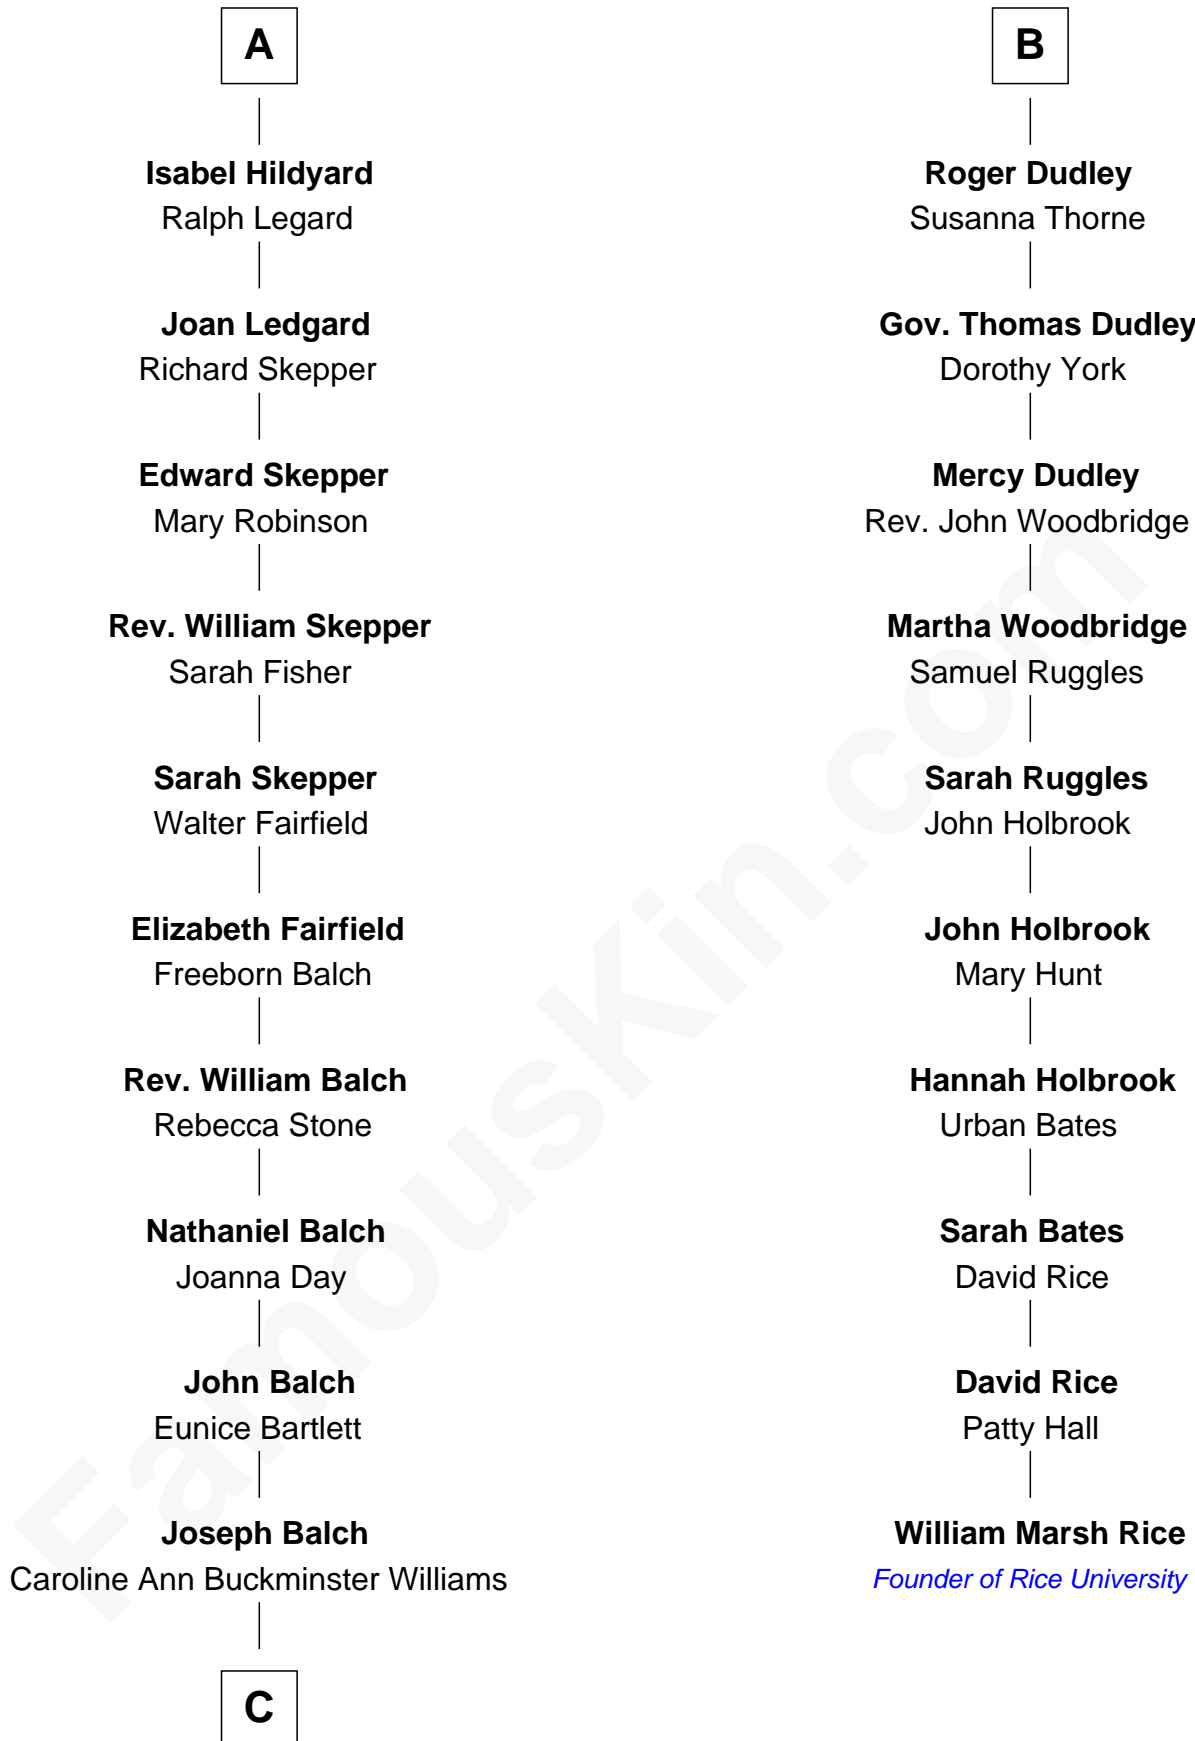 A
Isabel Hildyard
Ralph Legard
Joan Ledgard
Richard Skepper
Edward Skepper
Mary Robinson
Rev. William Skepper
Sarah Fisher
Sarah Skepper
Walter Fairfield
Elizabeth Fairfield
Freeborn Balch
Rev. William Balch
Rebecca Stone
Nathaniel Balch
Joanna Day
John Balch
Eunice Bartlett
Joseph Balch
Caroline Ann Buckminster Williams
C
B
Roger Dudley
Susanna Thorne
Gov. Thomas Dudley
Dorothy York
Mercy Dudley
Rev. John Woodbridge
Martha Woodbridge
Samuel Ruggles
Sarah Ruggles
John Holbrook
John Holbrook
Mary Hunt
Hannah Holbrook
Urban Bates
Sarah Bates
David Rice
David Rice
Patty Hall
William Marsh Rice
Founder of Rice University
FamousKin.com